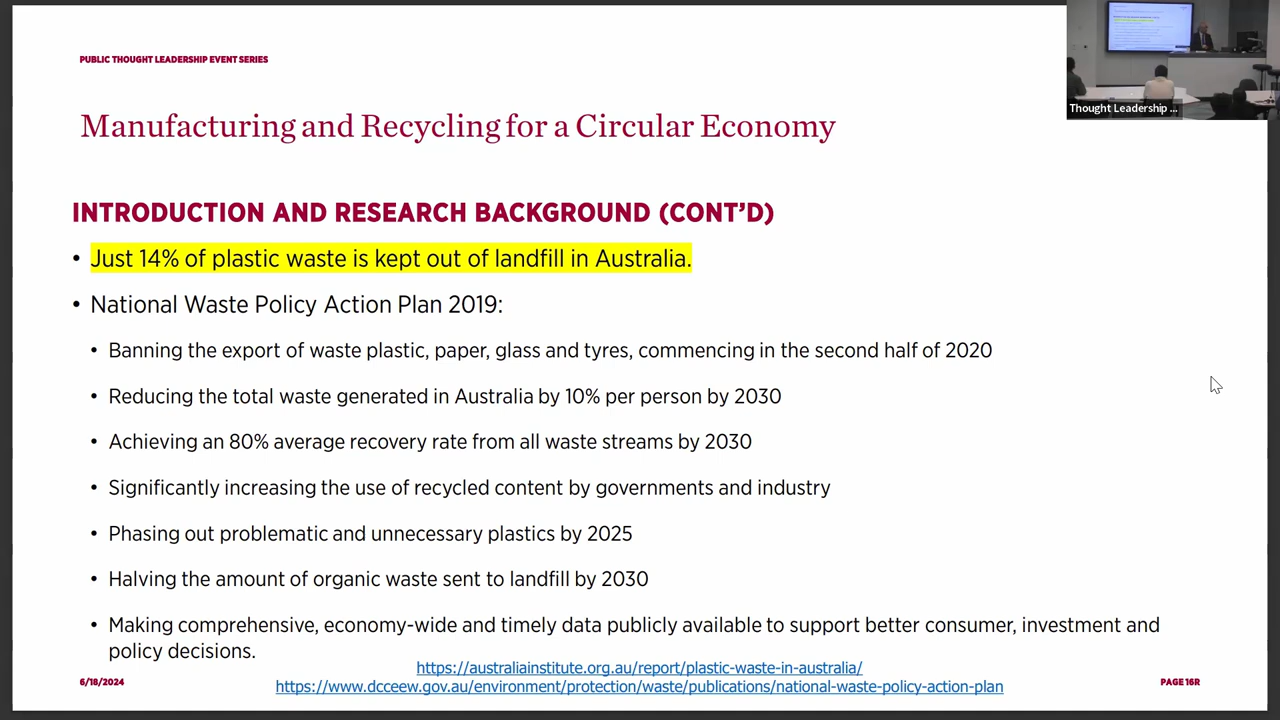 PUBLIC THOUGHT LEADERSHIP EVENT SERIES
Thought Leadership ...
Manufacturing and Recycling for a Circular Economy
INTRODUCTION AND RESEARCH BACKGROUND (CONT'D)
• Just 14% of plastic waste is kept out of landfill in Australia.
• National Waste Policy Action Plan 2019:
• Banning the export of waste plastic, paper, glass and tyres, commencing in the second half of 2020
• Reducing the total waste generated in Australia by 10% per person by 2030
• Achieving an 80% average recovery rate from all waste streams by 2030
• Significantly increasing the use of recycled content by governments and industry
• Phasing out problematic and unnecessary plastics by 2025
• Halving the amount of organic waste sent to landfill by 2030
• Making comprehensive, economy-wide and timely data publicly available to support better consumer, investment and
policy decisions.
https://australiainstitute.org.au/report/plastic-waste-in-australia/
https://www.dcceew.gov.au/environment/protection/waste/publications/national-waste-policy-action-plan
6/18/2024
PAGE 16R